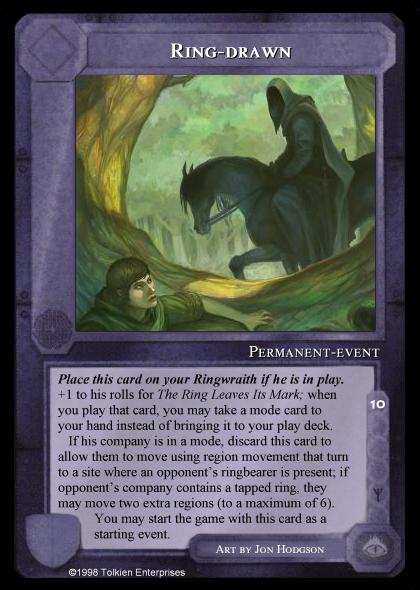 RING-DRAWN
PERMANENT-EVENT
Place this card on your Ringwraith if he is in play.
+1 to his rolls for The Ring Leaves Its Mark; when
you play that card, you may take a mode card to
your hand instead of bringing it to your play deck.
If his company is in a mode, discard this card to
allow them to move using region movement that turn
to a site where an opponent's ringbearer is present; if
opponent's company contains a tapped ring, they
may move two extra regions (to a maximum of 6).
You may start the game with this card as a
starting event.
10
ART BY JON HODGSON
©1998 Tolkien Enterprises